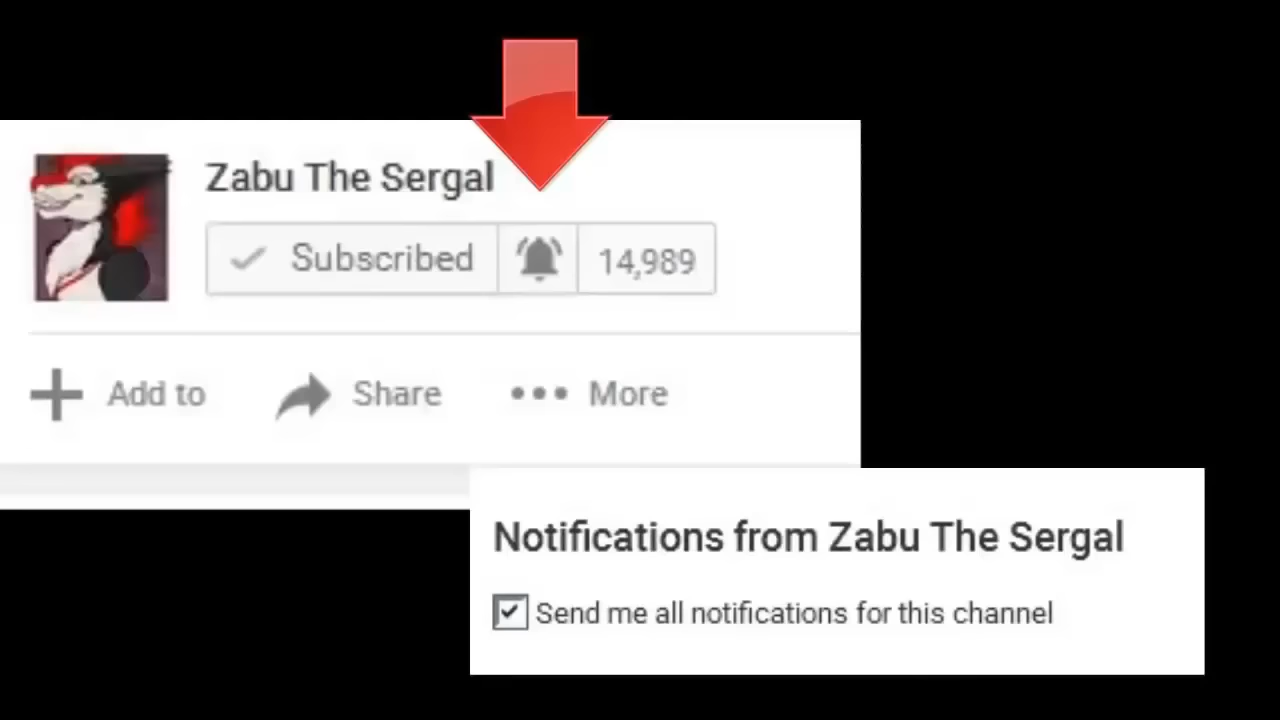 Zabu The Sergal
Subscribed 14,989
Add to Share More
Notifications from Zabu The Sergal
Send me all notifications for this channel